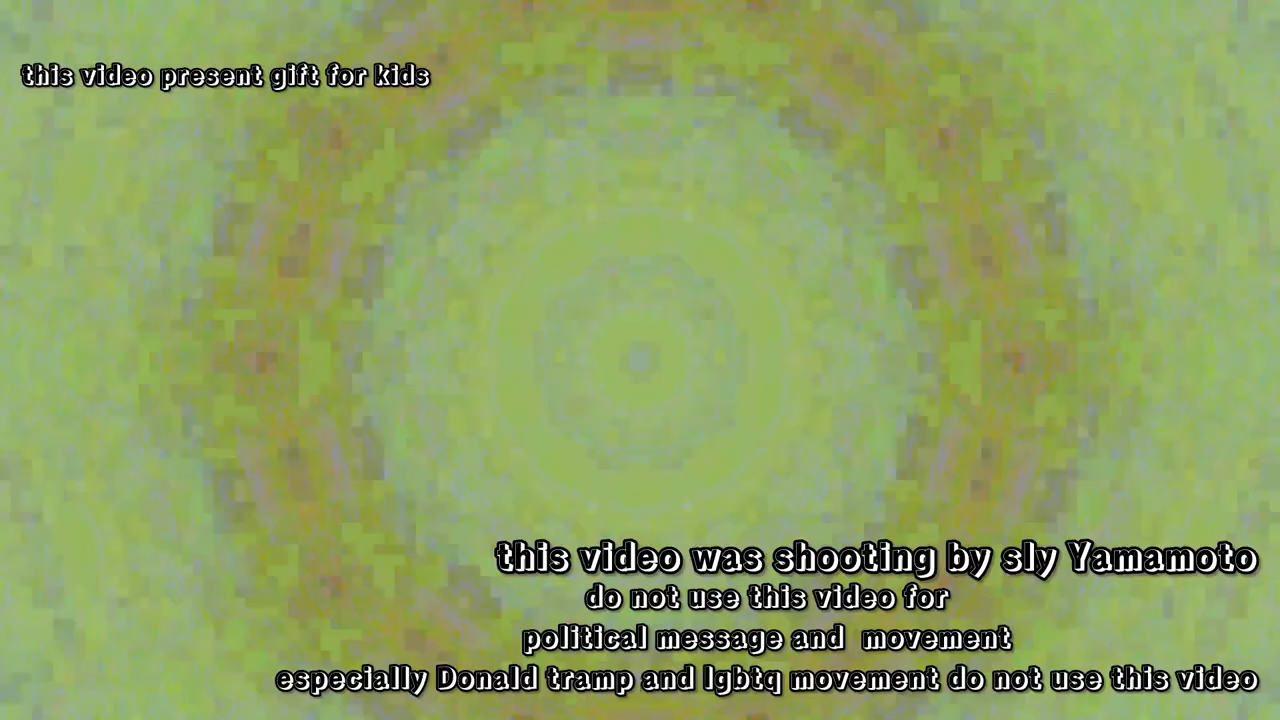 this video present gift for kids
this video was shooting by sly Yamamoto
do not use this video for
political message and movement
especially Donald tramp and lgbtq movement do not use this video